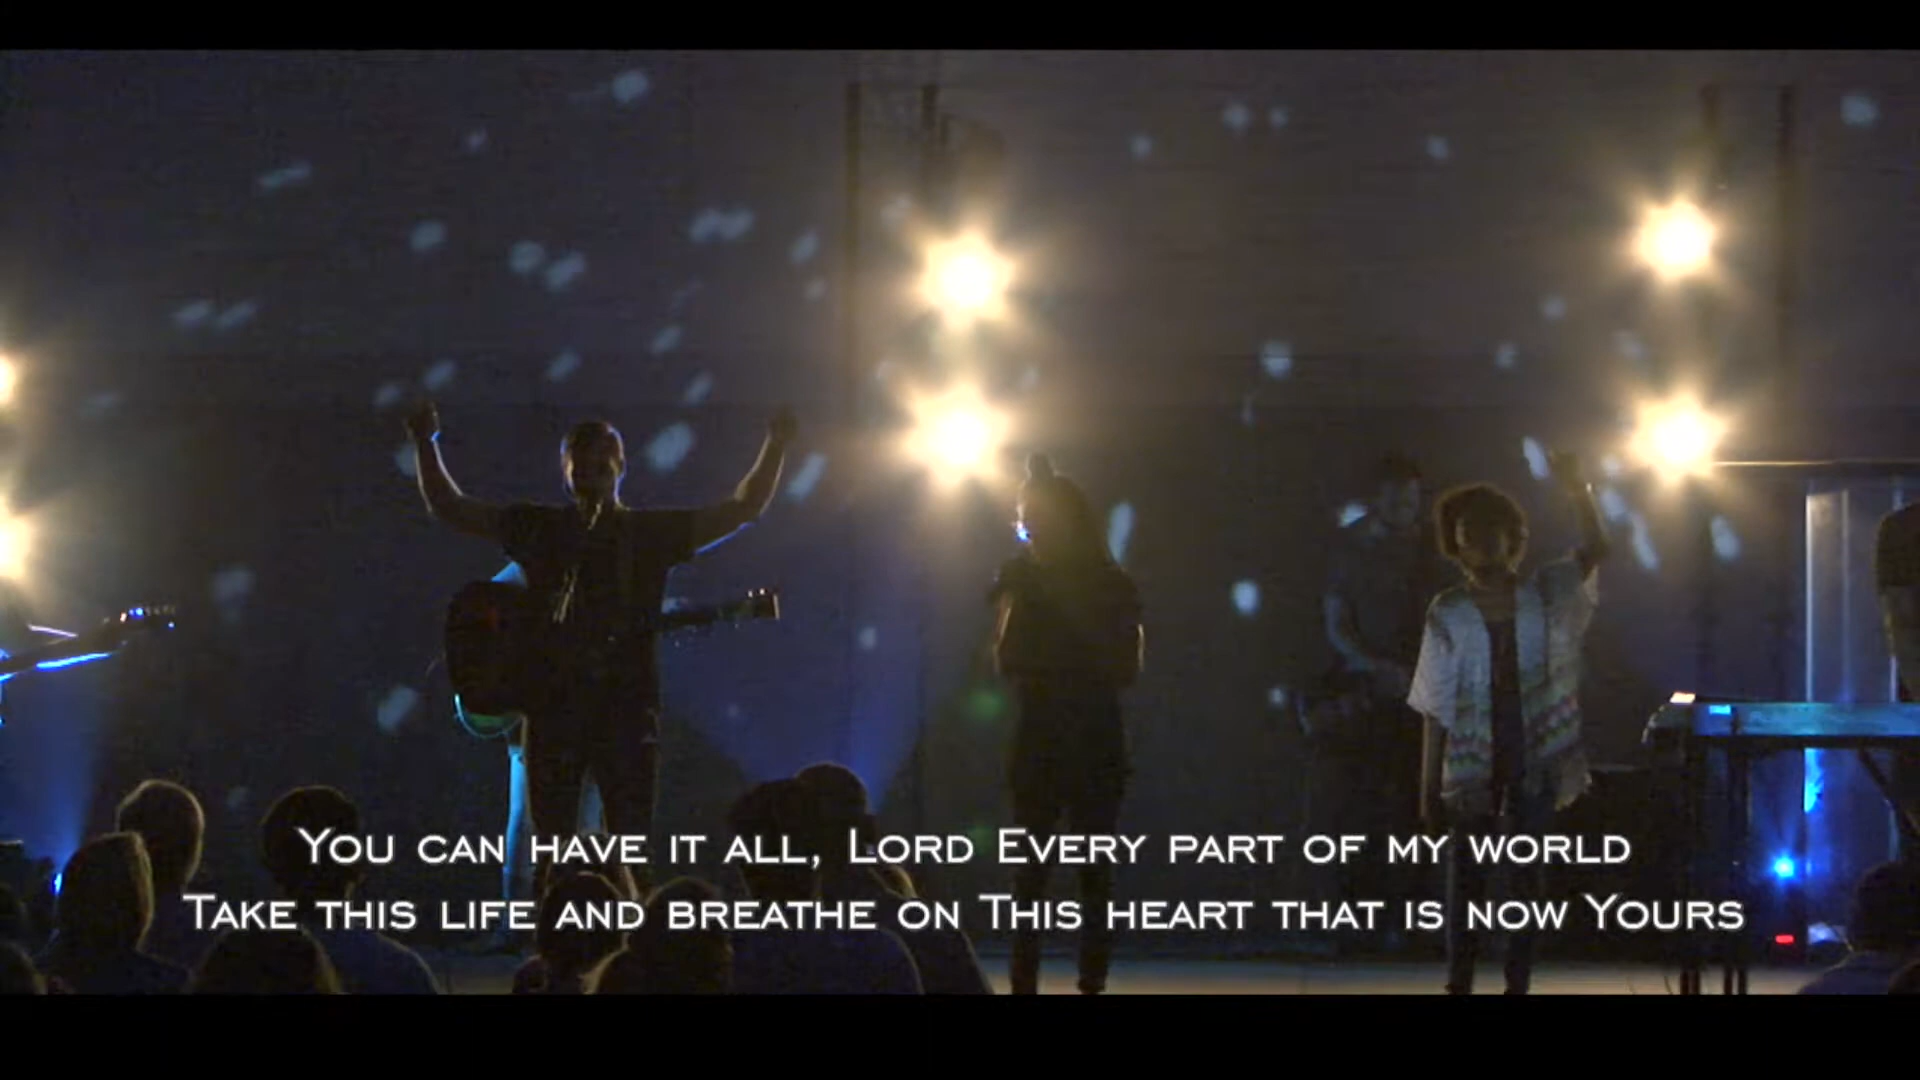 You can have it all, Lord Every part of my world
Take this life and breathe on This heart that is now Yours